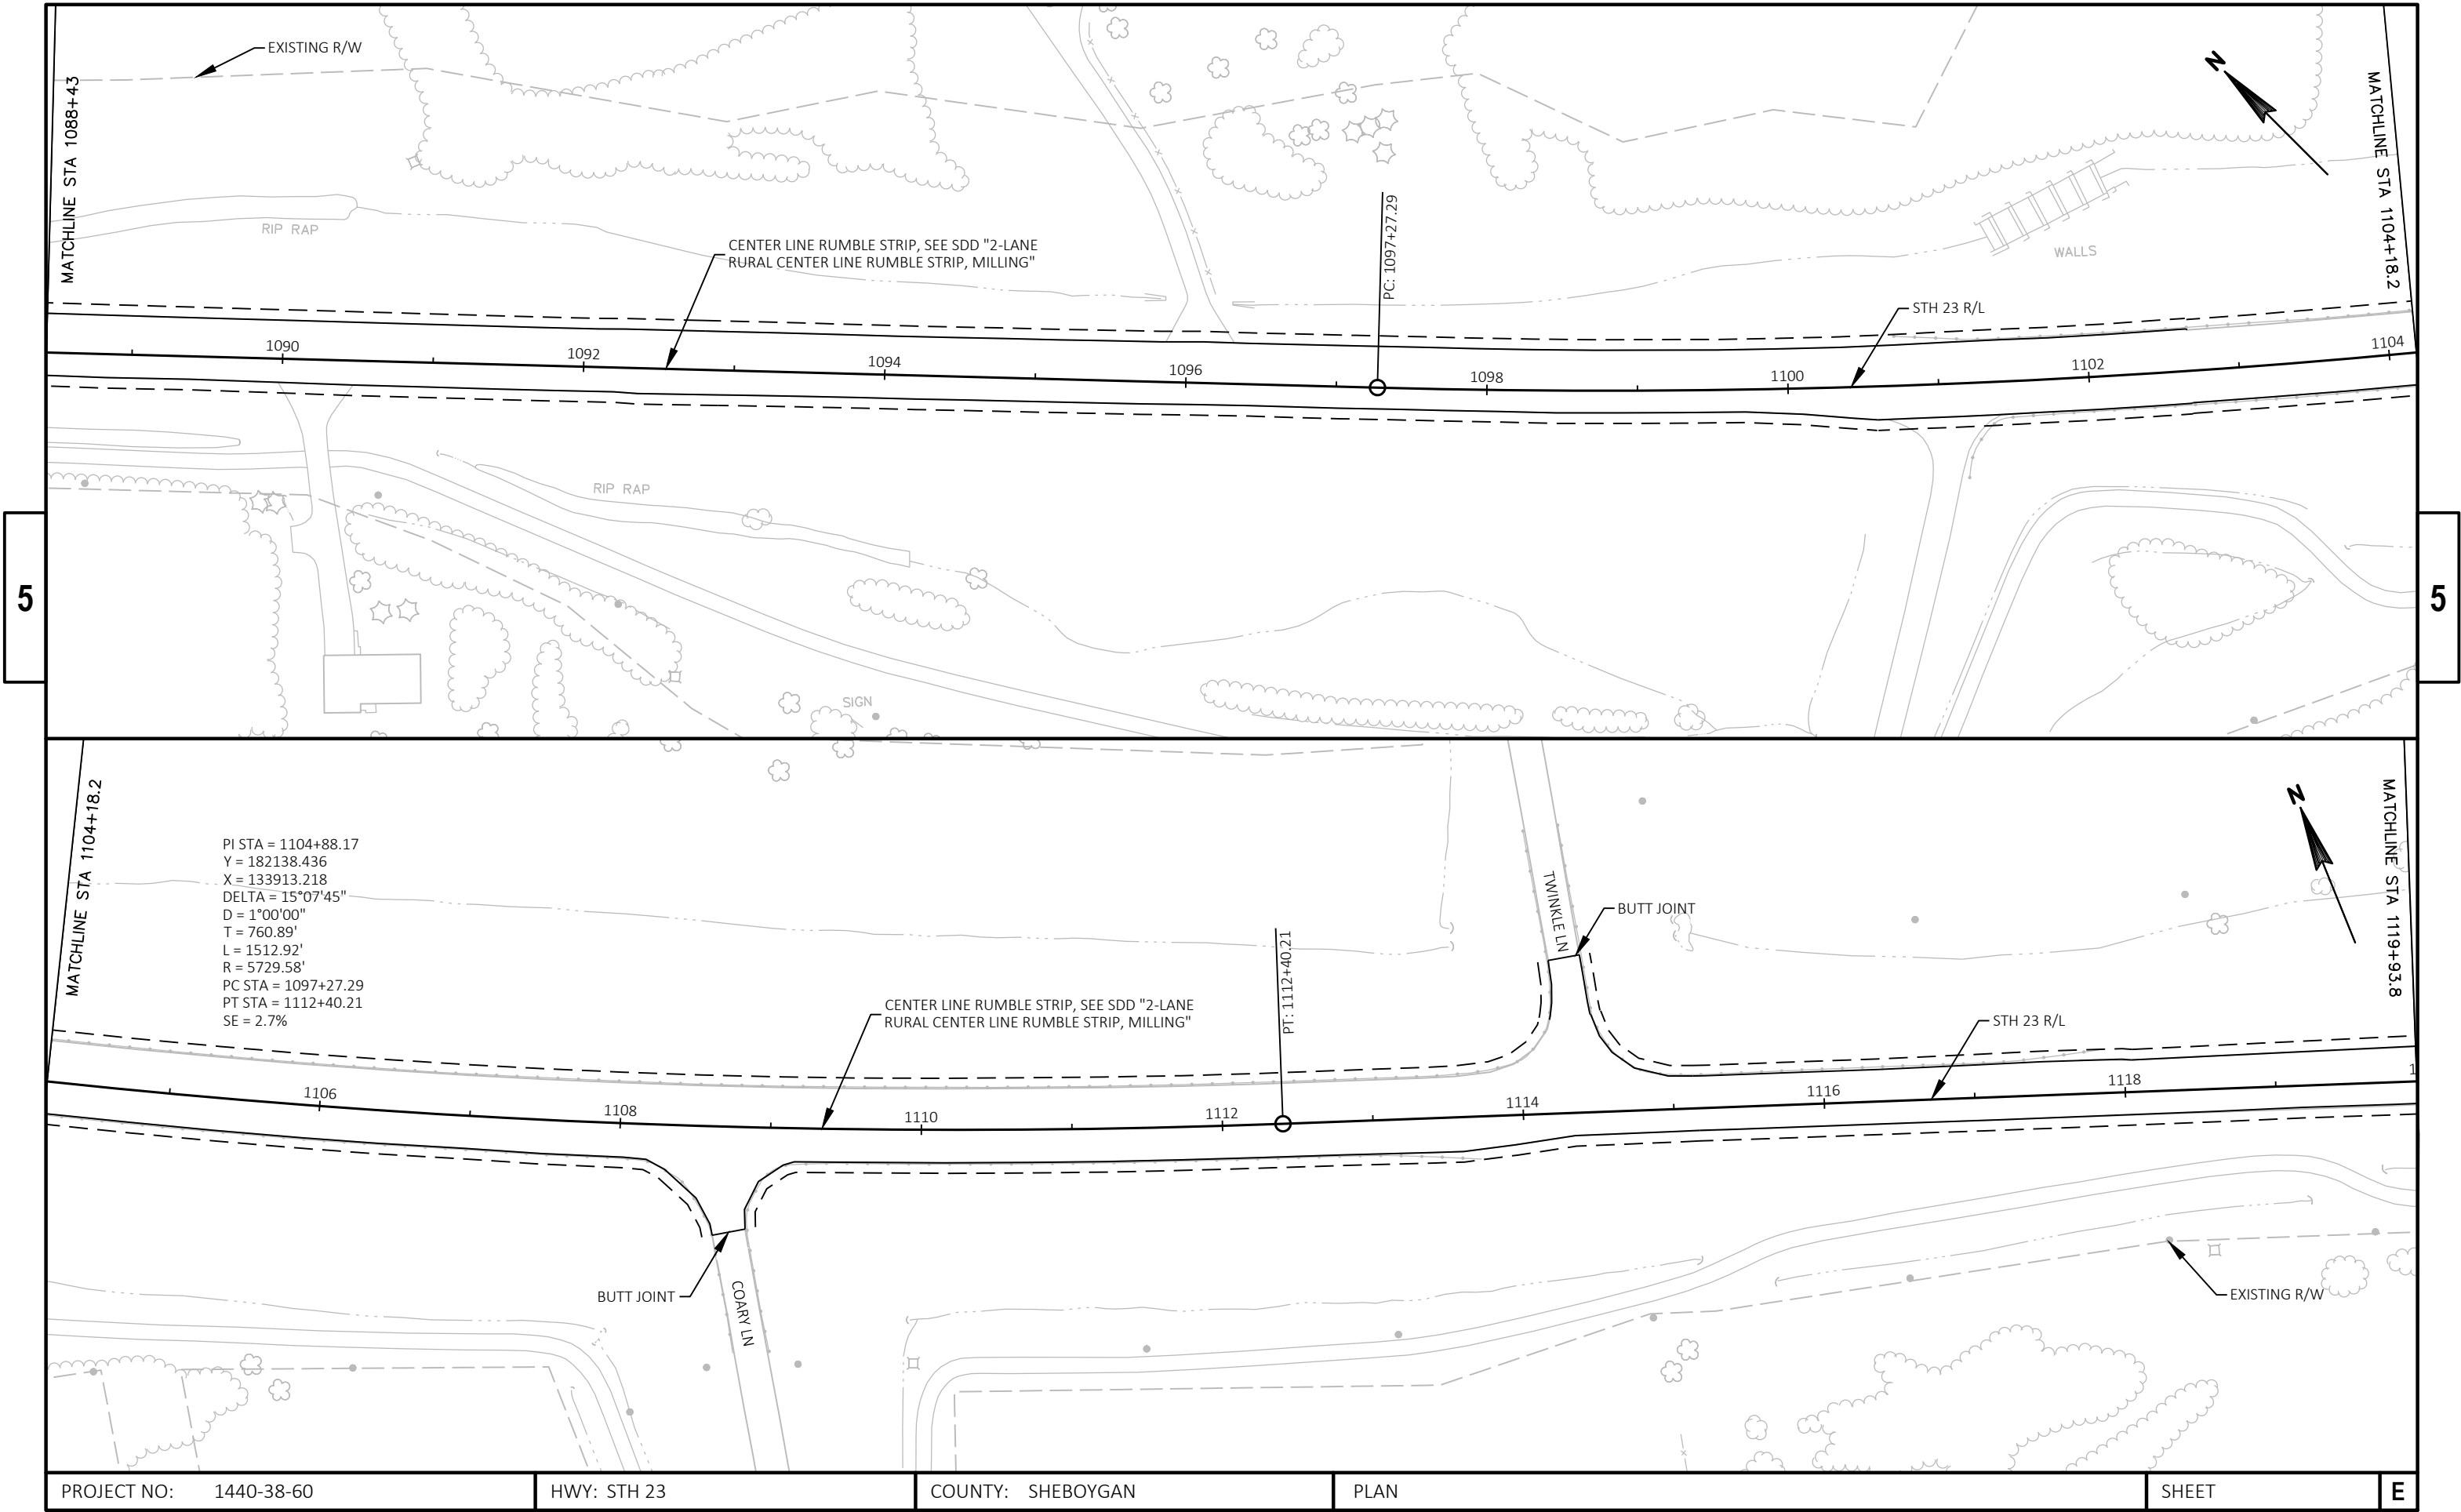 EXISTING R/W
MATCHLINE STA 1088+43
MATCHLINE STA 1104+18.2
N
RIP RAP
CENTER LINE RUMBLE STRIP, SEE SDD "2-LANE
RURAL CENTER LINE RUMBLE STRIP, MILLING"
PC: 1097+27.29
WALLS
STH 23 R/L
1090
1092
1094
1096
1098
1100
1102
1104
RIP RAP
SIGN
5
5
MATCHLINE STA 1104+18.2
PI STA = 1104+88.17
Y = 182138.436
X = 133913.218
DELTA = 15°07'45"
D = 1°00'00"
T = 760.89'
L = 1512.92'
R = 5729.58'
PC STA = 1097+27.29
PT STA = 1112+40.21
SE = 2.7%
CENTER LINE RUMBLE STRIP, SEE SDD "2-LANE
RURAL CENTER LINE RUMBLE STRIP, MILLING"
PT: 1112+40.21
TWINKLE LN
BUTT JOINT
N
MATCHLINE STA 1119+93.8
STH 23 R/L
1106
1108
1110
1112
1114
1116
1118
1
BUTT JOINT
COARY LN
EXISTING R/W
PROJECT NO: 1440-38-60
HWY: STH 23
COUNTY: SHEBOYGAN
PLAN
SHEET
E